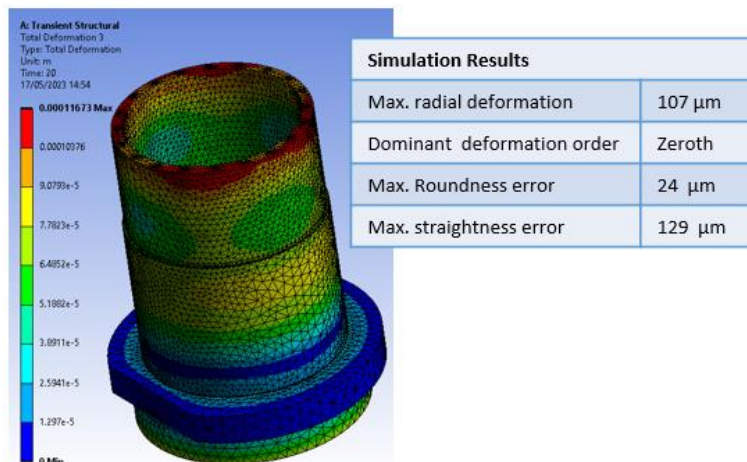 A: Transient Structural
Total Deformation 3
Type: Total Deformation
Unit: m
Time: 20
17/05/2023 14:54
0.00011673 Max
0.00010376
9.0793e-5
7.7823e-5
6.4852e-5
5.1882e-5
3.8911e-5
2.5941e-5
1.297e-5
0 Min
Simulation Results
Max. radial deformation 107 µm
Dominant deformation order Zeroth
Max. Roundness error 24 µm
Max. straightness error 129 µm